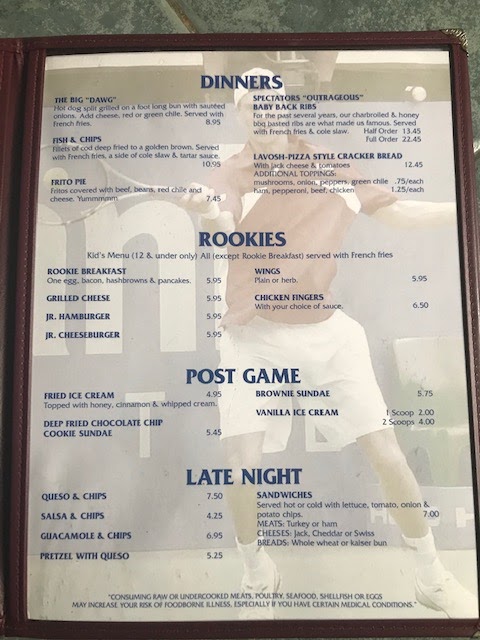 DINNERS
THE BIG "DAWG"
Hot dog split grilled on a foot long bun with sauteed
onions. Add cheese, red or green chile. Served with
French fries. 8.95
FISH & CHIPS
Fillets of cod deep fried to a golden brown. Served
with French fries, a side of cole slaw & tartar sauce.
10.95
FRITO PIE
Fritos covered with beef, beans, red chile and
cheese. Yummmmm 7.45
SPECTATORS "OUTRAGEOUS"
BABY BACK RIBS
For the past several years, our charbroiled & honey
bbq basted ribs are what made us famous. Served
with French fries & cole slaw. Half Order 13.45
Full Order 22.45
LAVOSH-PIZZA STYLE CRACKER BREAD
With jack cheese & tomatoes 12.45
ADDITIONAL TOPPINGS:
mushrooms, onion, peppers, green chile .75/each
ham, pepperoni, beef, chicken 1.25/each
ROOKIES
Kid's Menu (12 & under only) All (except Rookie Breakfast) served with French fries
ROOKIE BREAKFAST
One egg, bacon, hashbrowns & pancakes. 5.95
GRILLED CHEESE 5.95
JR. HAMBURGER 5.95
JR. CHEESEBURGER 5.95
WINGS
Plain or herb. 5.95
CHICKEN FINGERS
With your choice of sauce. 6.50
POST GAME
FRIED ICE CREAM 4.95
Topped with honey, cinnamon & whipped cream.
DEEP FRIED CHOCOLATE CHIP
COOKIE SUNDAE 5.45
BROWNIE SUNDAE 5.75
VANILLA ICE CREAM 1 Scoop 2.00
2 Scoops 4.00
LATE NIGHT
QUESO & CHIPS 7.50
SALSA & CHIPS 4.25
GUACAMOLE & CHIPS 6.95
PRETZEL WITH QUESO 5.25
SANDWICHES
Served hot or cold with lettuce, tomato, onion &
potato chips. 7.00
MEATS: Turkey or ham
CHEESES: Jack, Cheddar or Swiss
BREADS: Whole wheat or kaiser bun
"CONSUMING RAW OR UNDERCOOKED MEATS, POULTRY, SEAFOOD, SHELLFISH OR EGGS
MAY INCREASE YOUR RISK OF FOODBORNE ILLNESS, ESPECIALLY IF YOU HAVE CERTAIN MEDICAL CONDITIONS."